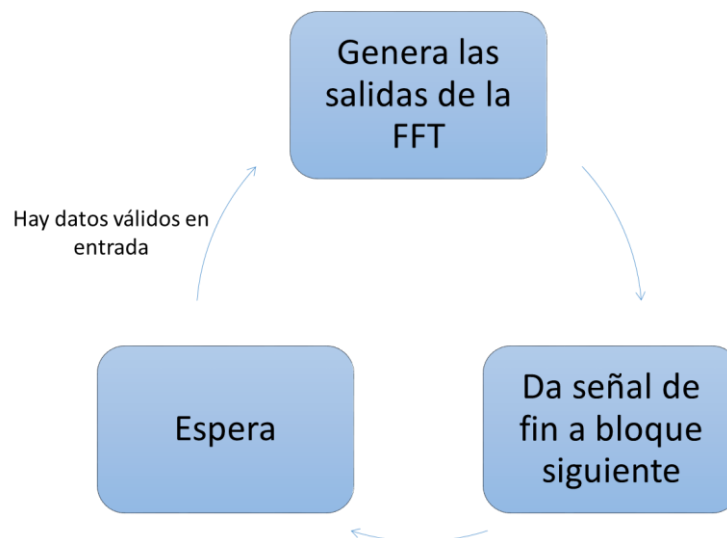 Genera las
salidas de la
FFT
Hay datos válidos en
entrada
Espera
Da señal de
fin a bloque
siguiente